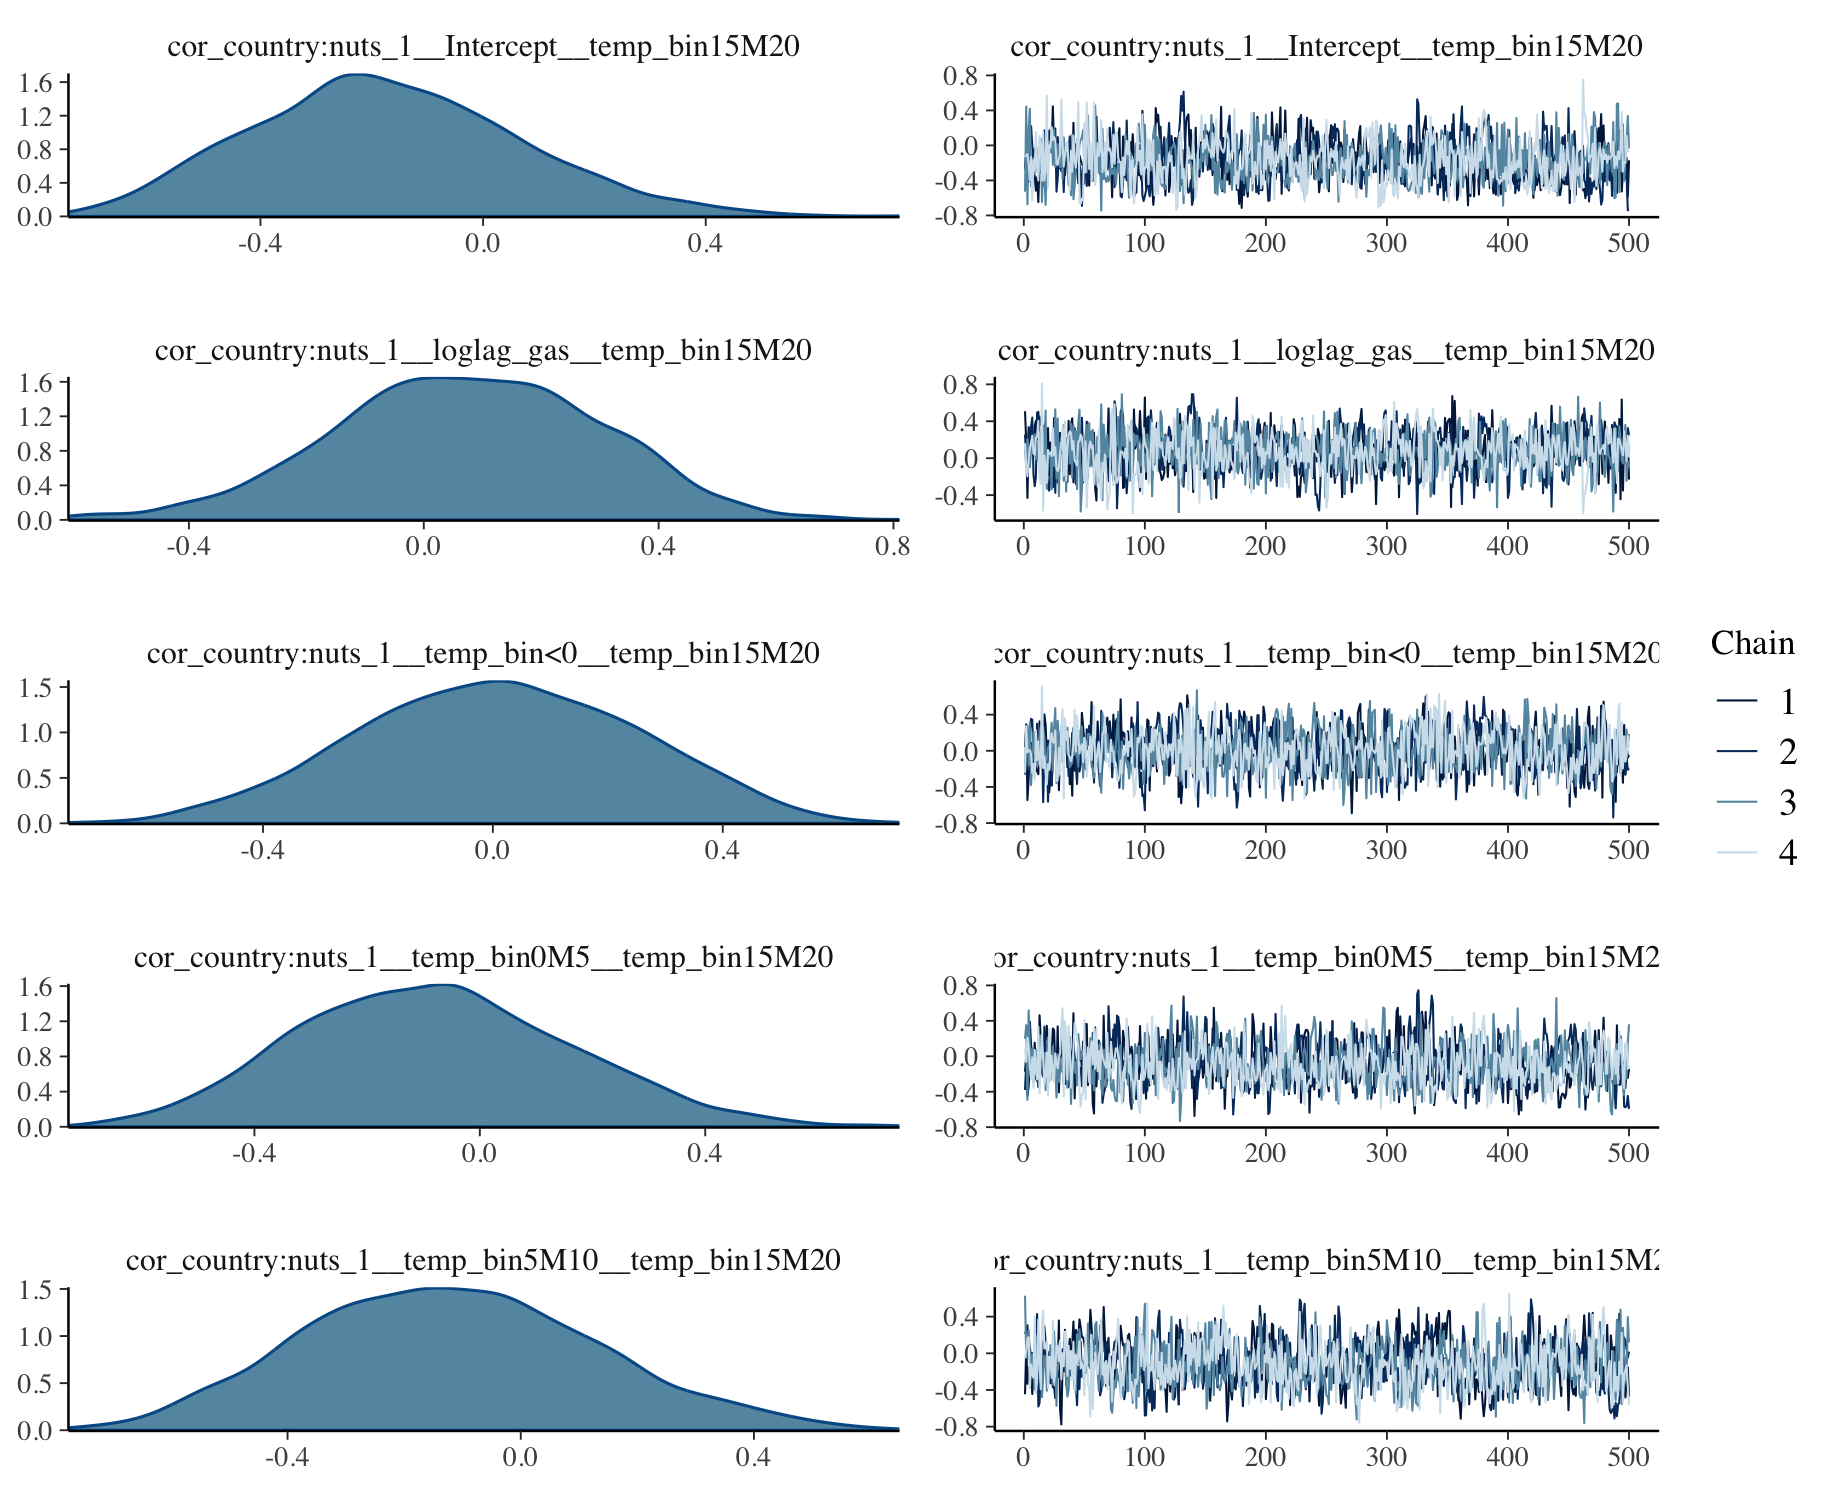 cor_country:nuts_1__Intercept__temp_bin15M20
1.6
1.2
0.8
0.4
0.0
-0.4 0.0 0.4
cor_country:nuts_1__Intercept__temp_bin15M20
0.8
0.4
0.0
-0.4
-0.8
0 100 200 300 400 500
cor_country:nuts_1__loglag_gas__temp_bin15M20
1.6
1.2
0.8
0.4
0.0
-0.4 0.0 0.4 0.8
cor_country:nuts_1__loglag_gas__temp_bin15M20
0.8
0.4
0.0
-0.4
0 100 200 300 400 500
cor_country:nuts_1__temp_bin<0__temp_bin15M20
1.5
1.0
0.5
0.0
-0.4 0.0 0.4
cor_country:nuts_1__temp_bin<0__temp_bin15M20
0.4
0.0
-0.4
-0.8
0 100 200 300 400 500
cor_country:nuts_1__temp_bin0M5__temp_bin15M20
1.6
1.2
0.8
0.4
0.0
-0.4 0.0 0.4
or_country:nuts_1__temp_bin0M5__temp_bin15M2
0.8
0.4
0.0
-0.4
-0.8
0 100 200 300 400 500
cor_country:nuts_1__temp_bin5M10__temp_bin15M20
1.5
1.0
0.5
0.0
-0.4 0.0 0.4
or_country:nuts_1__temp_bin5M10__temp_bin15M2
0.4
0.0
-0.4
-0.8
0 100 200 300 400 500
Chain
1
2
3
4